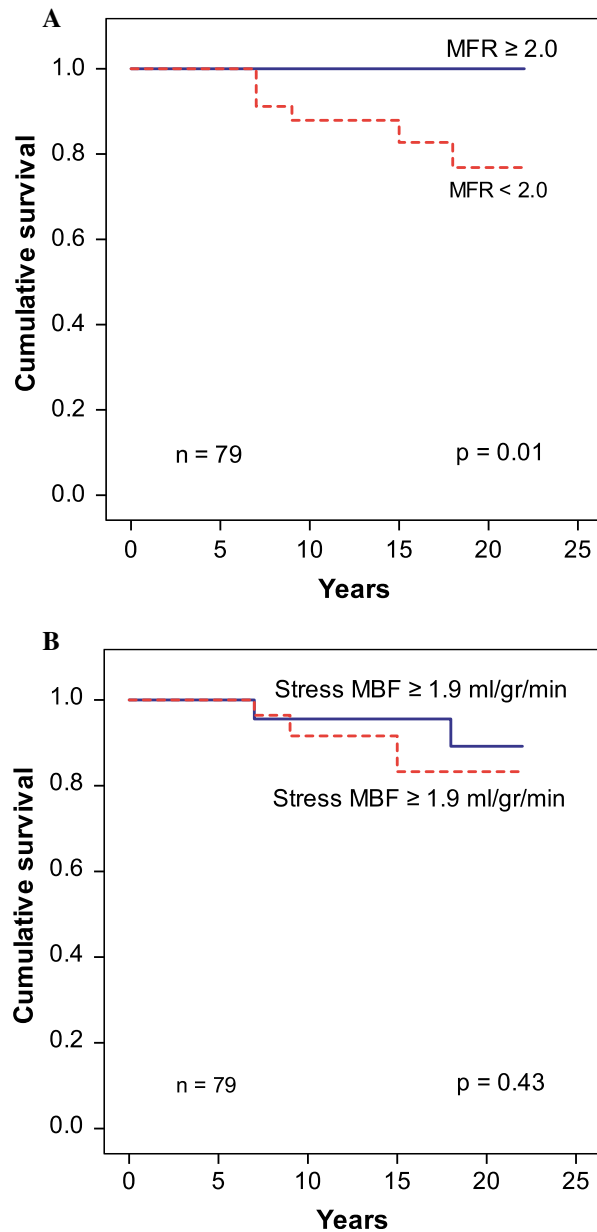 A
MFR ≥ 2.0
1.0
0.8
MFR < 2.0
0.6
0.4
0.2
n = 79
p = 0.01
0.0
Cumulative survival
0 5 10 15 20 25
Years
B
Stress MBF ≥ 1.9 ml/gr/min
1.0
0.8
Stress MBF ≥ 1.9 ml/gr/min
0.6
0.4
0.2
n = 79
p = 0.43
0.0
Cumulative survival
0 5 10 15 20 25
Years